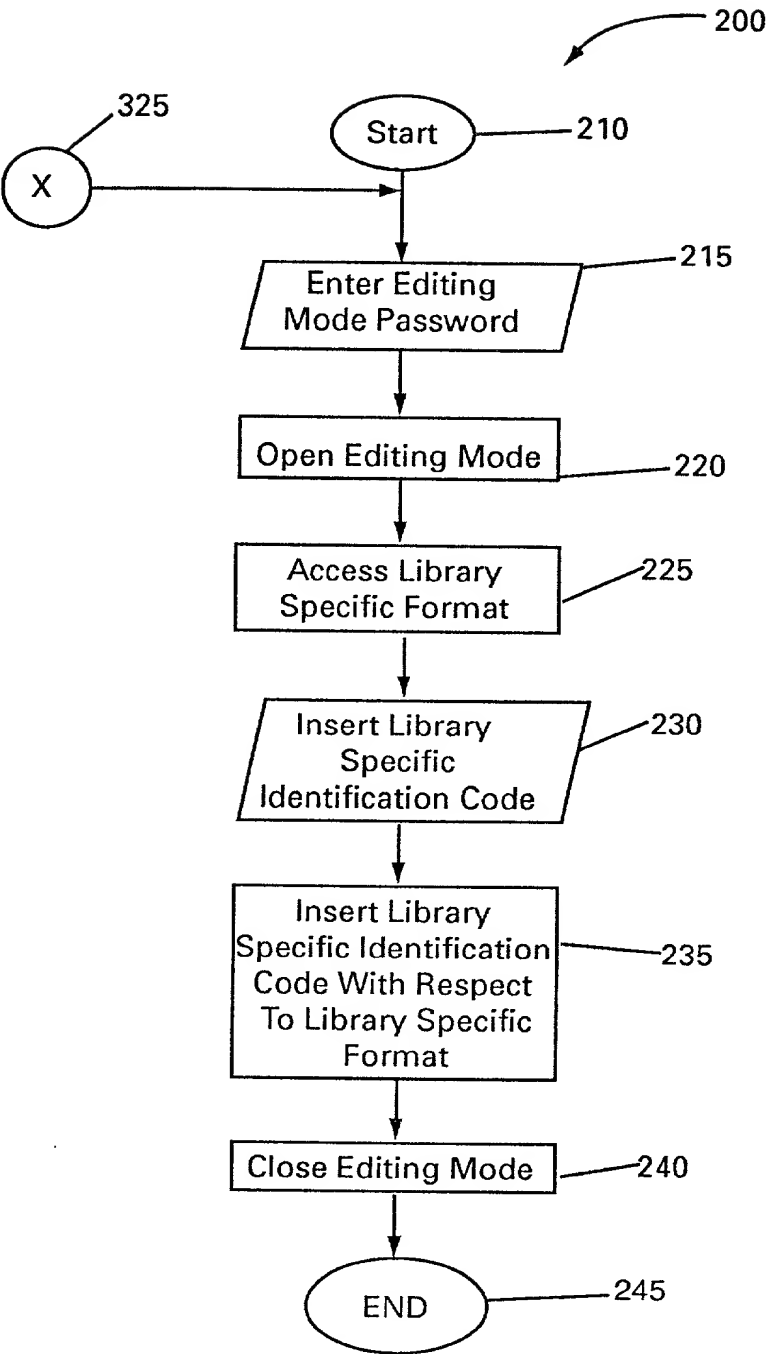 200
325
X
Start
210
215
Enter Editing
Mode Password
Open Editing Mode
220
Access Library
Specific Format
225
Insert Library
Specific
Identification Code
230
Insert Library
Specific Identification
Code With Respect
To Library Specific
Format
235
Close Editing Mode
240
END
245